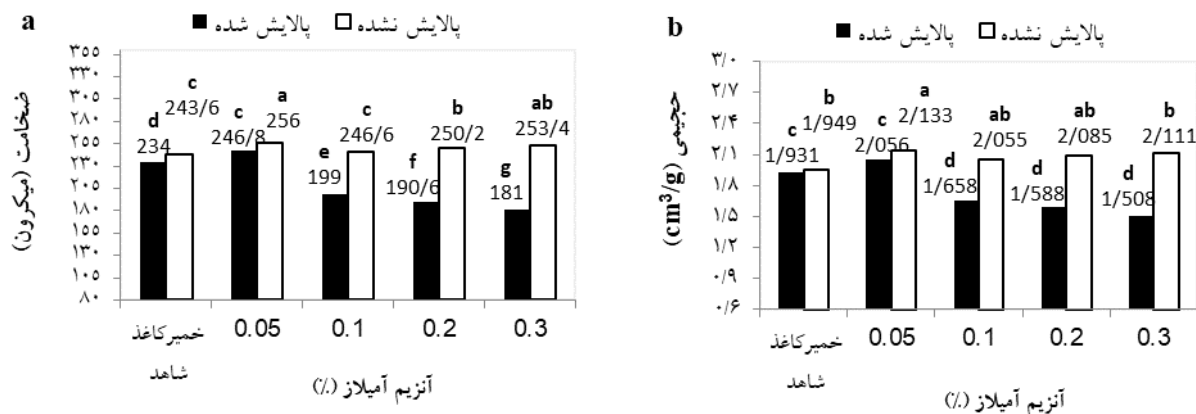 a
پالایش شده پالایش نشده
ضخامت (میکرون)
۳۵۵
۳۳۰
۳۰۵
۲۸۰
۲۵۵
۲۳۰
۲۰۵
۱۸۰
۱۵۵
۱۳۰
۱۰۵
۸۰
d c c a e c f b g ab
234 243/6 246/8 256 199 246/6 190/6 250/2 181 253/4
خمیرکاغذ شاهد 0.05 0.1 0.2 0.3
آنزیم آمیلاز (٪)
b
پالایش شده پالایش نشده
حجیمی (cm³/g)
۳/۰
۲/۷
۲/۴
۲/۱
۱/۸
۱/۵
۱/۲
۰/۹
۰/۶
c b c a d ab d ab d b
1/931 1/949 2/056 2/133 1/658 2/055 1/588 2/085 1/508 2/111
خمیرکاغذ شاهد 0.05 0.1 0.2 0.3
آنزیم آمیلاز (٪)